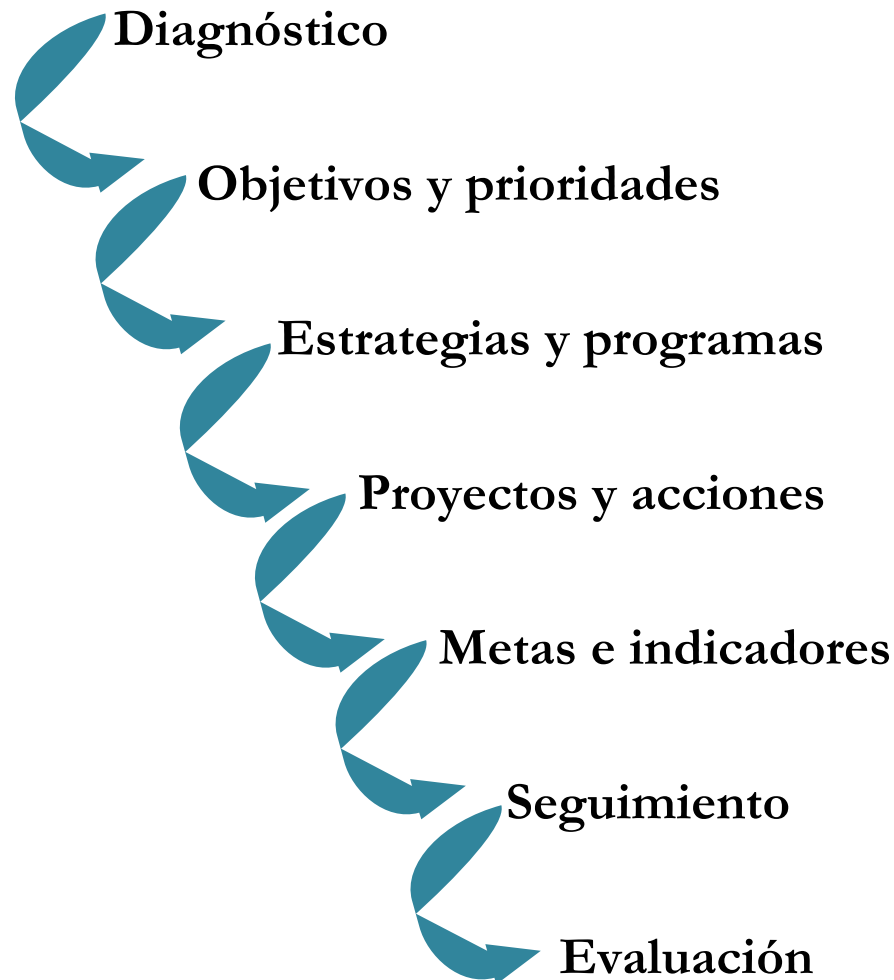 Diagnóstico
Objetivos y prioridades
Estrategias y programas
Proyectos y acciones
Metas e indicadores
Seguimiento
Evaluación